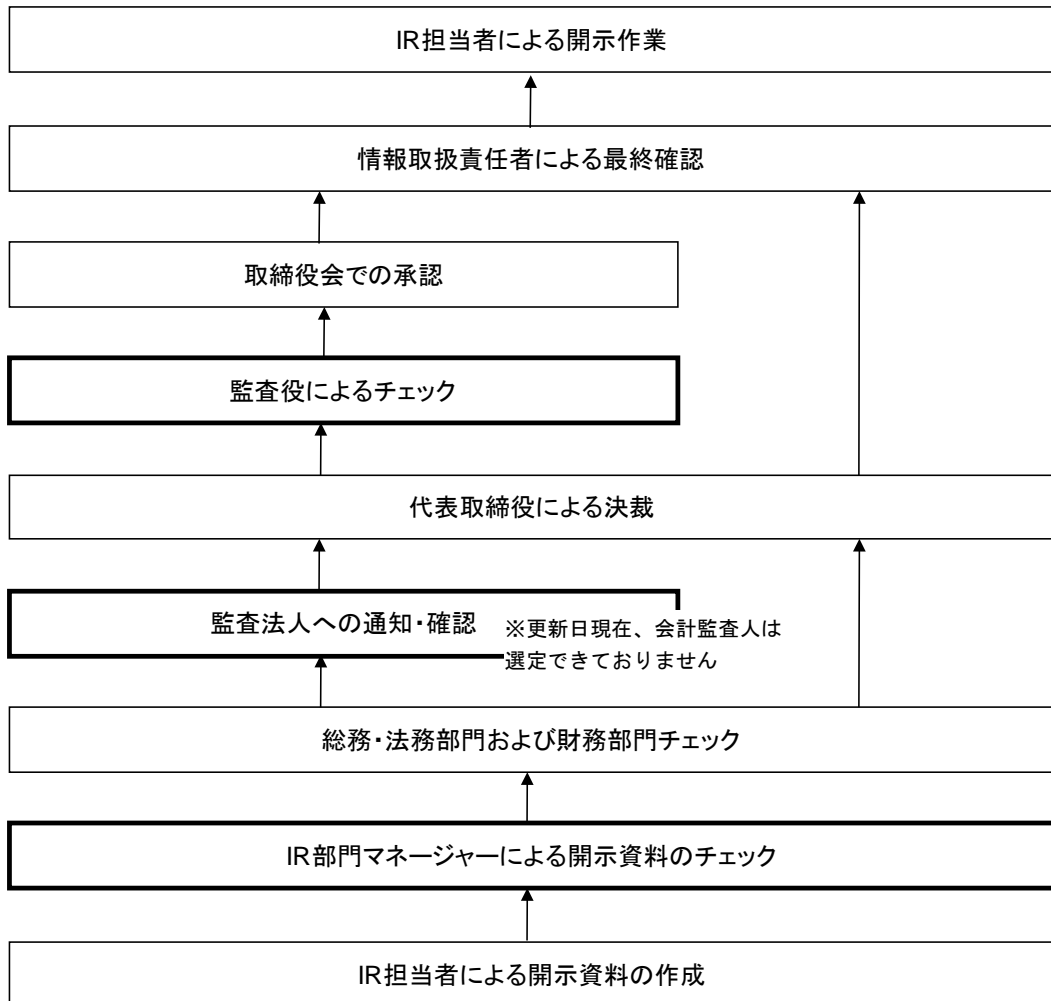 IR担当者による開示作業
情報取扱責任者による最終確認
取締役会での承認
監査役によるチェック
代表取締役による決裁
監査法人への通知・確認
※更新日現在、会計監査人は
選定できておりません
総務・法務部門および財務部門チェック
IR部門マネージャーによる開示資料のチェック
IR担当者による開示資料の作成